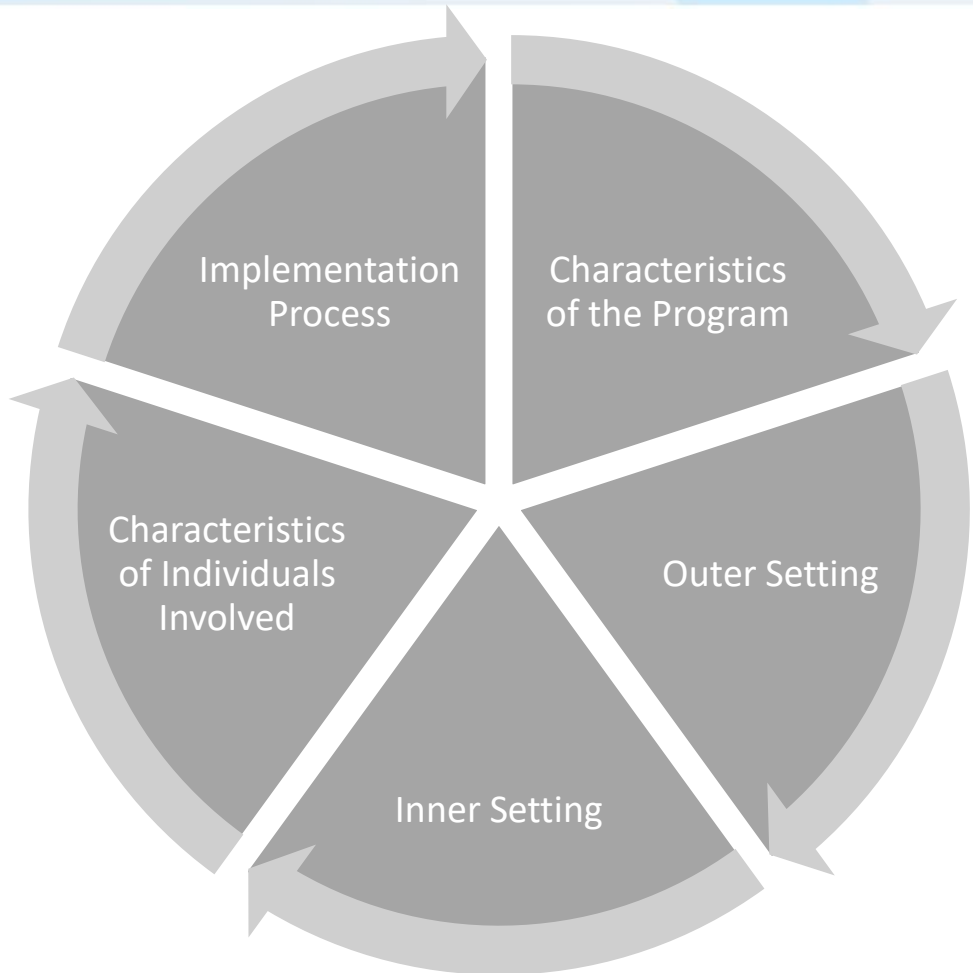 Implementation
Process
Characteristics
of the Program
Characteristics
of Individuals
Involved
Outer Setting
Inner Setting